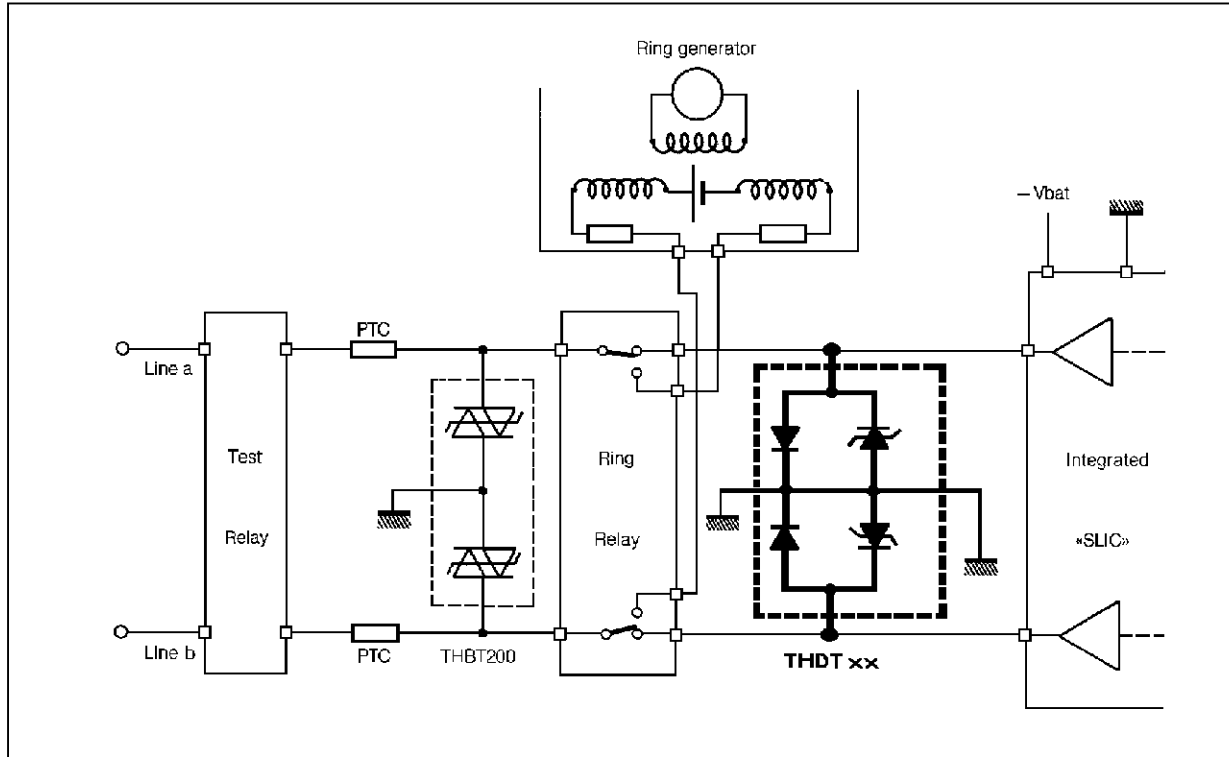 Ring generator
– Vbat
PTC
Line a
Test
Relay
Ring
Relay
Integrated
«SLIC»
Line b
PTC
THBT200
THDT xx